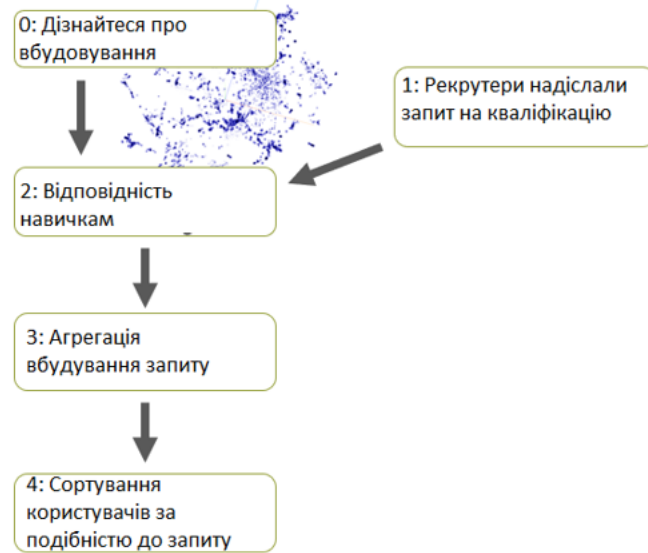 0: Дізнайтеся про
вбудовування
1: Рекрутери надіслали
запит на кваліфікацію
2: Відповідність
навичкам
3: Агрегація
вбудування запиту
4: Сортування
користувачів за
подібністю до запиту